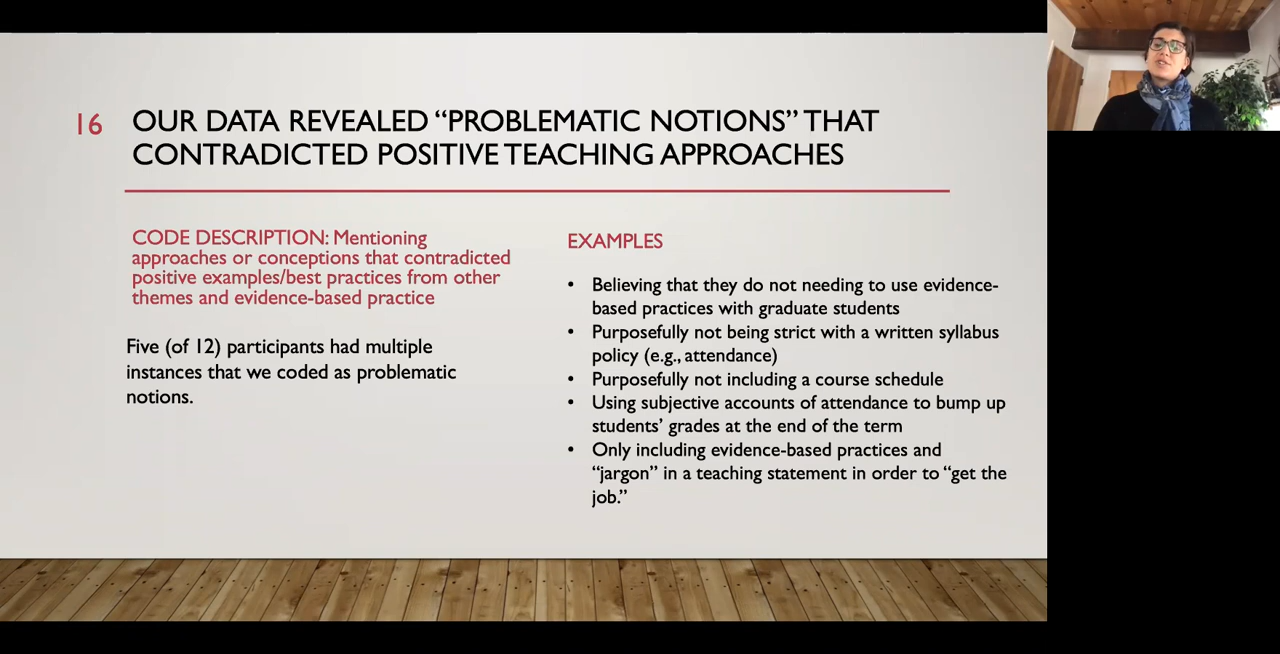 16
OUR DATA REVEALED “PROBLEMATIC NOTIONS” THAT
CONTRADICTED POSITIVE TEACHING APPROACHES
CODE DESCRIPTION: Mentioning
approaches or conceptions that contradicted
positive examples/best practices from other
themes and evidence-based practice
Five (of 12) participants had multiple
instances that we coded as problematic
notions.
EXAMPLES
• Believing that they do not needing to use evidence-
based practices with graduate students
• Purposefully not being strict with a written syllabus
policy (e.g., attendance)
• Purposefully not including a course schedule
• Using subjective accounts of attendance to bump up
students’ grades at the end of the term
• Only including evidence-based practices and
“jargon” in a teaching statement in order to “get the
job.”